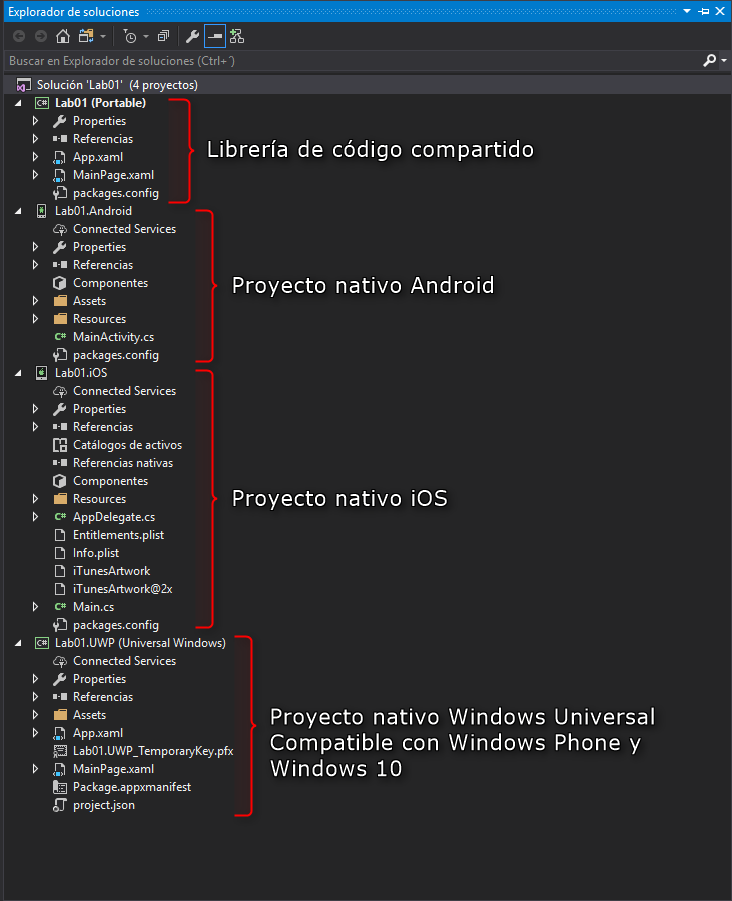 Explorador de soluciones
Buscar en Explorador de soluciones (Ctrl+¨)
Solución 'Lab01' (4 proyectos)
C# Lab01 (Portable)
Properties
Referencias
App.xaml
MainPage.xaml
packages.config
Librería de código compartido
Lab01.Android
Connected Services
Properties
Referencias
Componentes
Assets
Resources
C# MainActivity.cs
packages.config
Proyecto nativo Android
Lab01.iOS
Connected Services
Properties
Referencias
Catálogos de activos
Referencias nativas
Componentes
Resources
C# AppDelegate.cs
Entitlements.plist
Info.plist
iTunesArtwork
iTunesArtwork@2x
C# Main.cs
packages.config
Proyecto nativo iOS
C# Lab01.UWP (Universal Windows)
Connected Services
Properties
Referencias
Assets
App.xaml
Lab01.UWP_TemporaryKey.pfx
MainPage.xaml
Package.appxmanifest
project.json
Proyecto nativo Windows Universal
Compatible con Windows Phone y
Windows 10